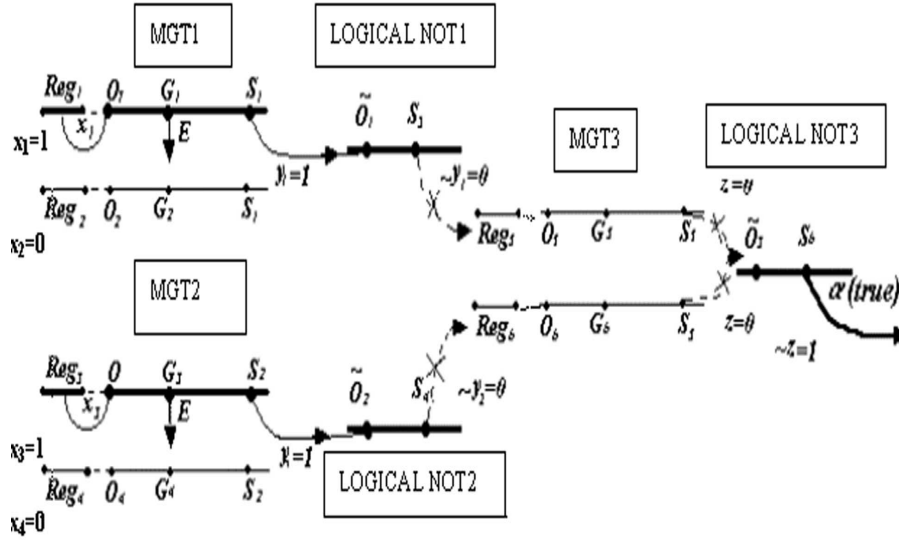 MGT1
LOGICAL NOT1
Reg1 O1 G1 S1
x1
x1=1
E
Õ1 S3
y1=1
~y1=0
Reg2 O2 G2 S1
x2=0
MGT3
LOGICAL NOT3
z=0
Reg5 O5 G5 S5
Õ3 S6
α(true)
MGT2
Reg6 O6 G6 S5
z=0
~z=1
Reg3 O G3 S2
x3
E
Õ2 S4
~y2=0
x3=1
=1
Reg4 O4 G4 S2
LOGICAL NOT2
x4=0